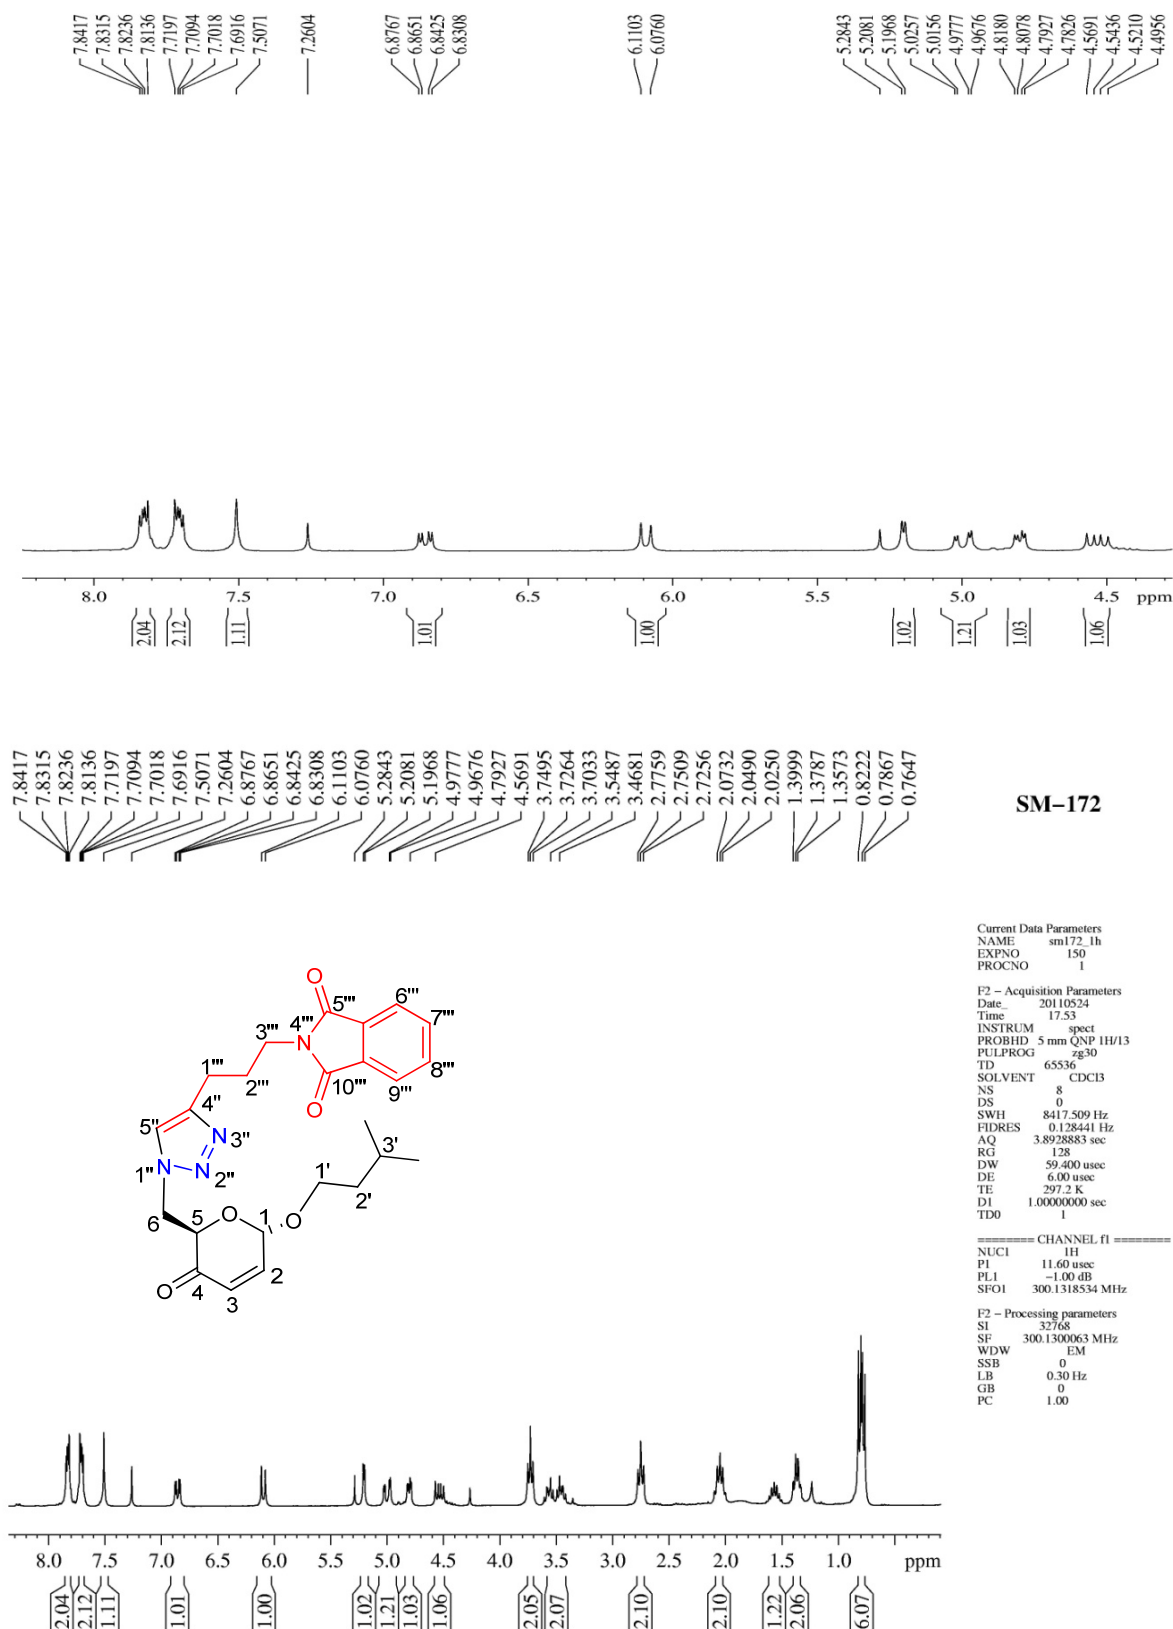 7.8417
7.8315
7.8236
7.8136
7.7197
7.7094
7.7018
7.6916
7.5071
7.2604
6.8767
6.8651
6.8425
6.8308
6.1103
6.0760
5.2843
5.2081
5.1968
5.0257
5.0156
4.9777
4.9676
4.8180
4.8078
4.7927
4.7826
4.5691
4.5436
4.5210
4.4956
8.0 7.5 7.0 6.5 6.0 5.5 5.0 4.5 ppm
2.04 2.12 1.11 1.01 1.00 1.02 1.21 1.03 1.06
7.8417
7.8315
7.8236
7.8136
7.7197
7.7094
7.7018
7.6916
7.5071
7.2604
6.8767
6.8651
6.8425
6.8308
6.1103
6.0760
5.2843
5.2081
5.1968
4.9777
4.9676
4.7927
4.5691
3.7495
3.7264
3.7033
3.5487
3.4681
2.7759
2.7509
2.7256
2.0732
2.0490
2.0250
1.3999
1.3787
1.3573
0.8222
0.7867
0.7647
SM-172
Current Data Parameters
NAME sm172_1h
EXPNO 150
PROCNO 1
F2 - Acquisition Parameters
Date_ 20110524
Time 17.53
INSTRUM spect
PROBHD 5 mm QNP 1H/13
PULPROG zg30
TD 65536
SOLVENT CDCl3
NS 8
DS 0
SWH 8417.509 Hz
FIDRES 0.128441 Hz
AQ 3.8928883 sec
RG 128
DW 59.400 usec
DE 6.00 usec
TE 297.2 K
D1 1.00000000 sec
TD0 1
======== CHANNEL f1 ========
NUC1 1H
P1 11.60 usec
PL1 -1.00 dB
SFO1 300.1318534 MHz
F2 - Processing parameters
SI 32768
SF 300.1300063 MHz
WDW EM
SSB 0
LB 0.30 Hz
GB 0
PC 1.00
O
5''' 6'''
4''' 7'''
3''' N
1''' 8'''
2''' 10''' 9'''
4'' O
5'' N 3''
3'
1'' N N 2'' 1'
2'
6 5 O 1 O
O 4 2
3
8.0 7.5 7.0 6.5 6.0 5.5 5.0 4.5 4.0 3.5 3.0 2.5 2.0 1.5 1.0 ppm
2.04 2.12 1.11 1.01 1.00 1.02 1.21 1.03 1.06 2.05 2.07 2.10 2.10 1.22 2.06 6.07